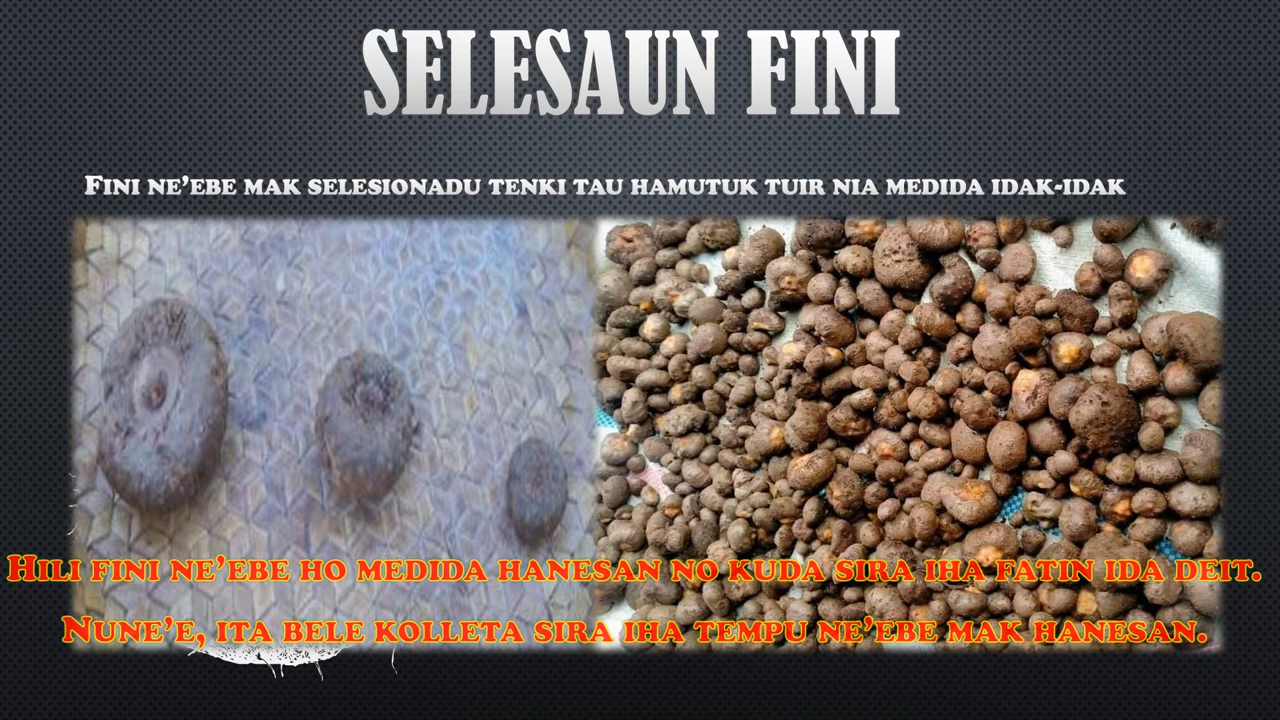 SELESAUN FINI
FINI NE'EBE MAK SELESIONADU TENKI TAU HAMUTUK TUIR NIA MEDIDA IDAK-IDAK
HILI FINI NE'EBE HO MEDIDA HANESAN NO KUDA SIRA IHA FATIN IDA DEIT.
NUNE'E, ITA BELE KOLLETA SIRA IHA TEMPU NE'EBE MAK HANESAN.